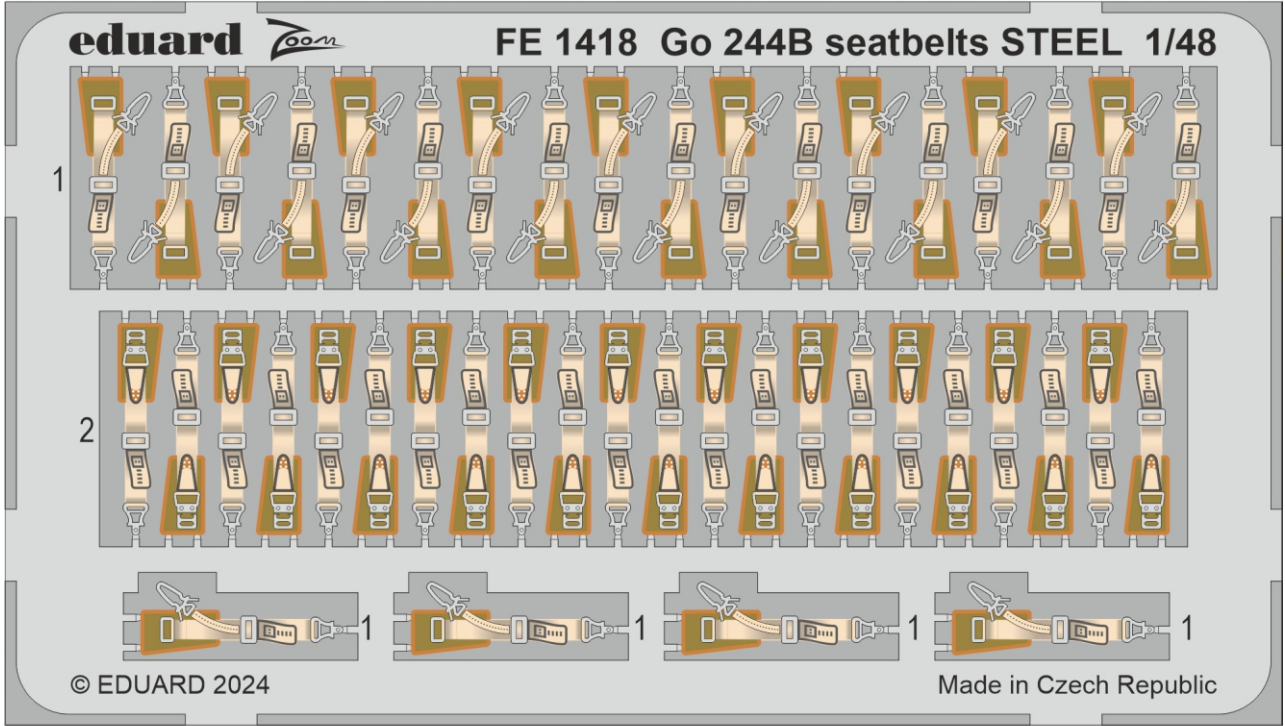 eduard Zoom FE 1418 Go 244B seatbelts STEEL 1/48
1
2
1 1 1 1
© EDUARD 2024 Made in Czech Republic